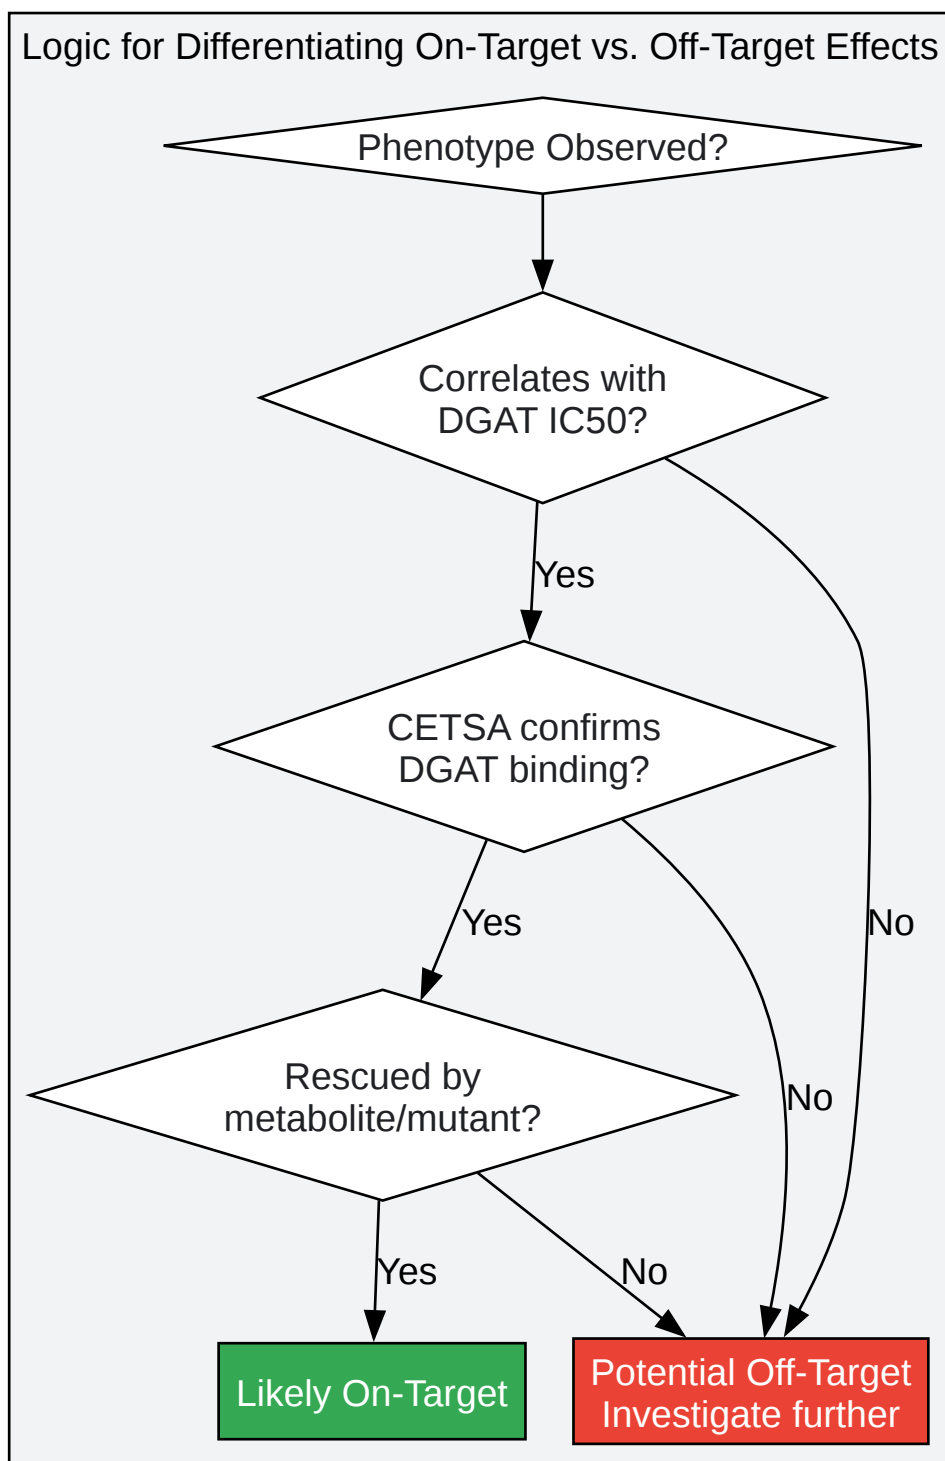 Logic for Differentiating On-Target vs. Off-Target Effects
Phenotype Observed?
Correlates with
DGAT IC50?
Yes
CETSA confirms
DGAT binding?
Yes
No
Rescued by
metabolite/mutant?
No
Yes
No
Likely On-Target
Potential Off-Target
Investigate further